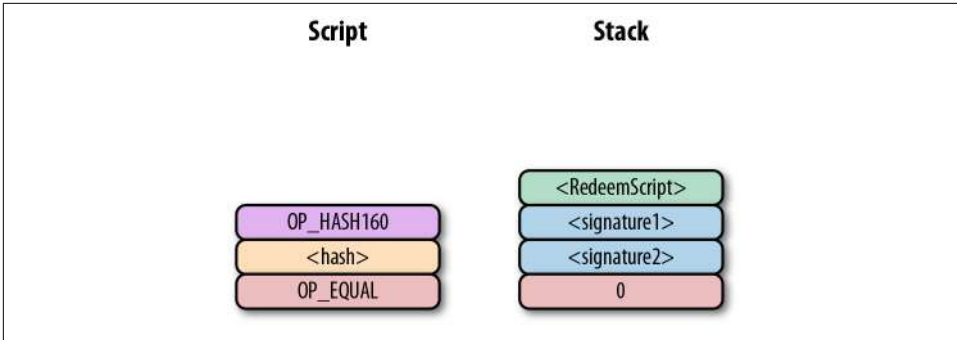 Script Stack
<RedeemScript>
OP_HASH160 <signature1>
<hash> <signature2>
OP_EQUAL 0